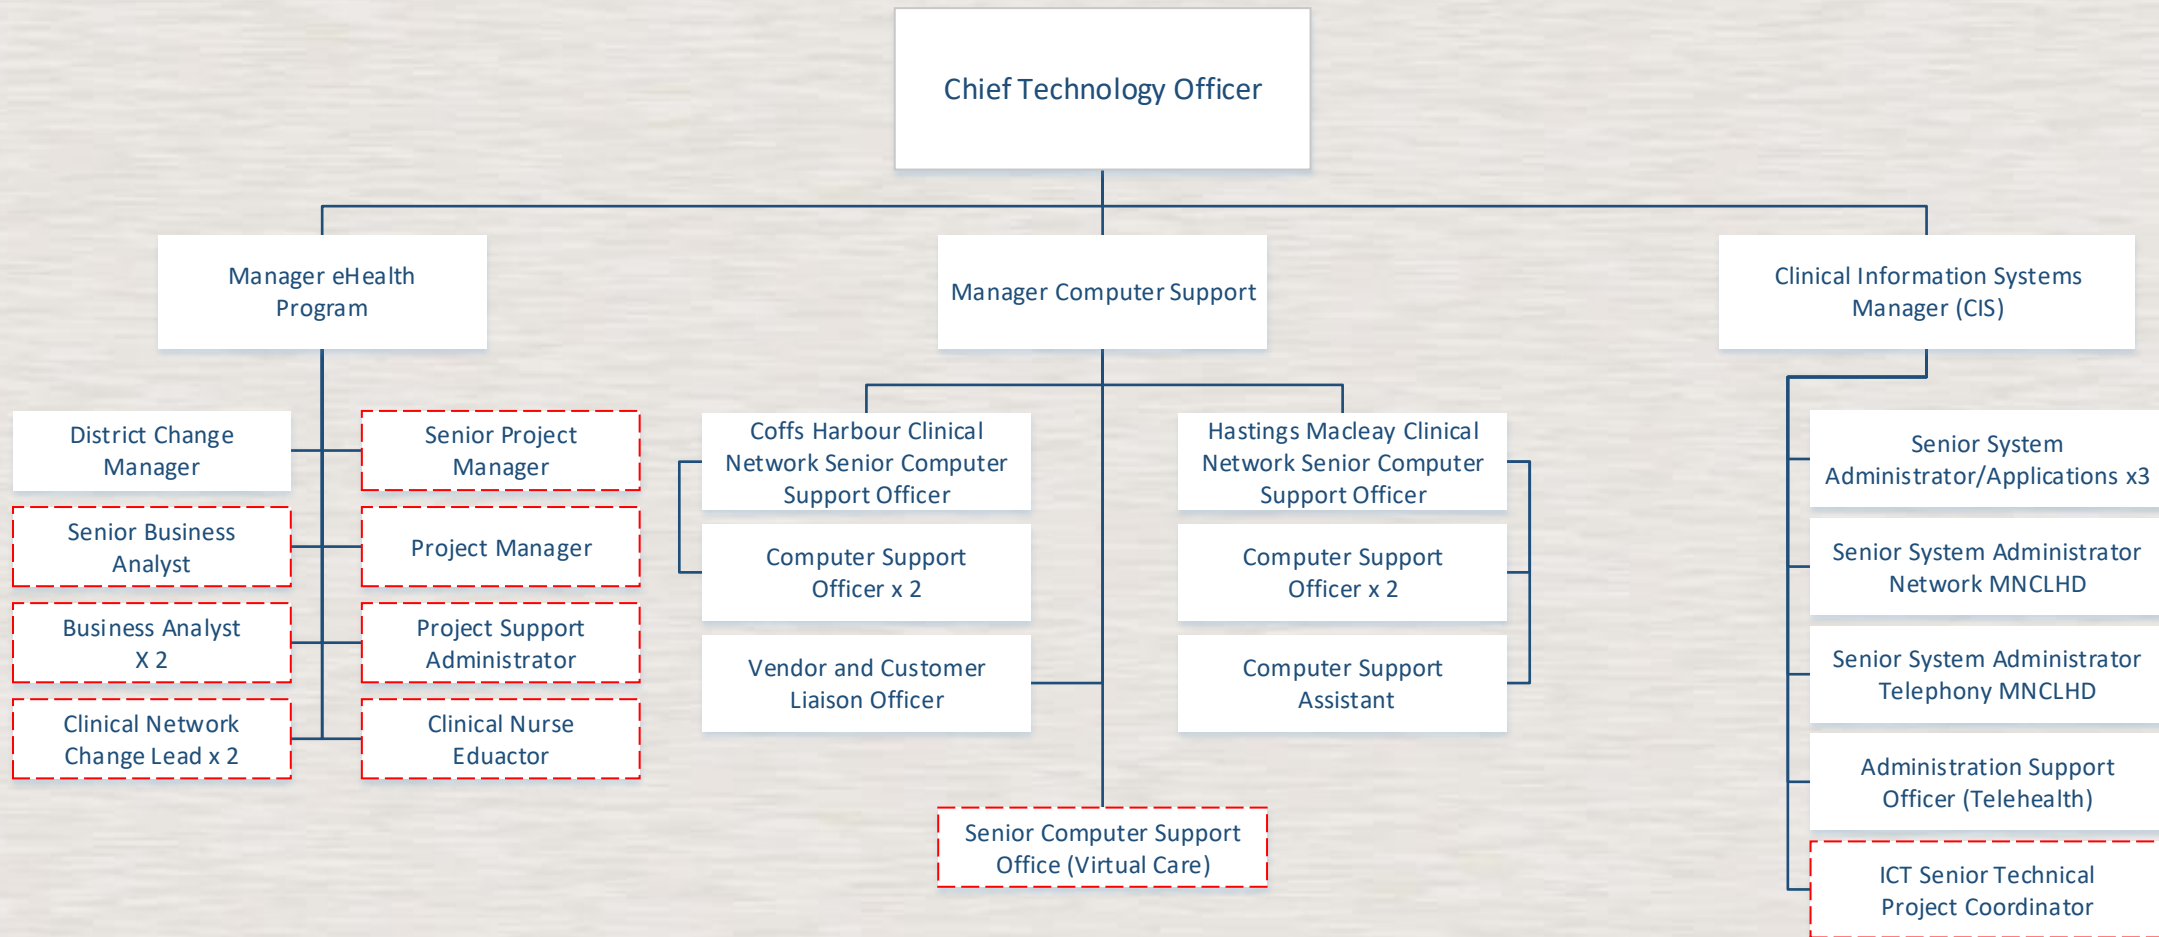 Chief Technology Officer
Manager eHealth
Program
Manager Computer Support
Clinical Information Systems
Manager (CIS)
District Change
Manager
Senior Project
Manager
Senior Business
Analyst
Project Manager
Business Analyst
X 2
Project Support
Administrator
Clinical Network
Change Lead x 2
Clinical Nurse
Eduactor
Coffs Harbour Clinical
Network Senior Computer
Support Officer
Computer Support
Officer x 2
Vendor and Customer
Liaison Officer
Hastings Macleay Clinical
Network Senior Computer
Support Officer
Computer Support
Officer x 2
Computer Support
Assistant
Senior Computer Support
Office (Virtual Care)
Senior System
Administrator/Applications x3
Senior System Administrator
Network MNCLHD
Senior System Administrator
Telephony MNCLHD
Administration Support
Officer (Telehealth)
ICT Senior Technical
Project Coordinator